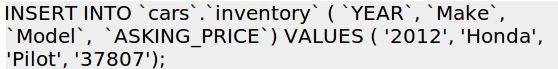 INSERT INTO `cars`.`inventory` ( `YEAR`, `Make`,
`Model`,  `ASKING_PRICE`) VALUES ( '2012', 'Honda',
'Pilot', '37807');